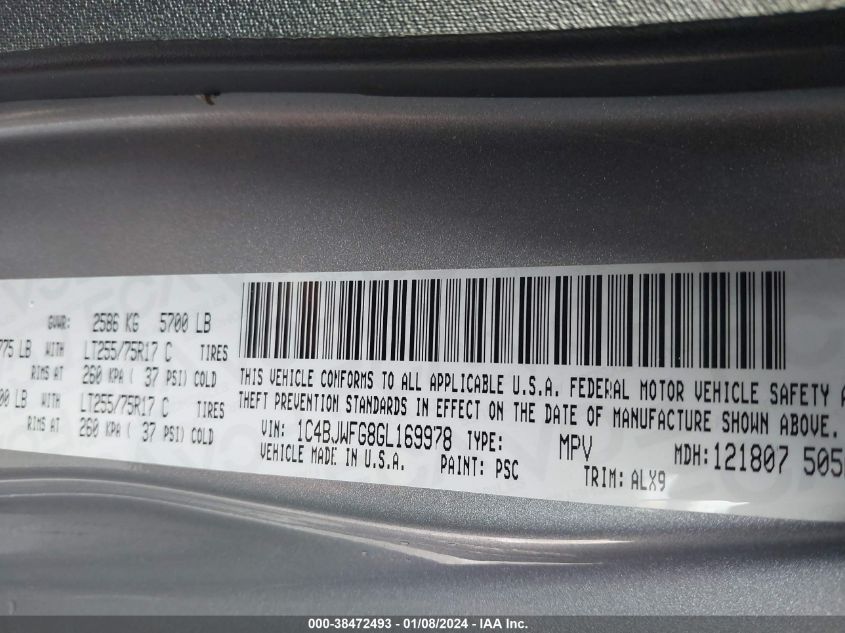 GVWR: 2586 KG 5700 LB
775 LB WITH LT255/75R17 C TIRES
RIMS AT 260 KPA ( 37 PSI) COLD
00 LB WITH LT255/75R17 C TIRES
RIMS AT 260 KPA ( 37 PSI) COLD
THIS VEHICLE CONFORMS TO ALL APPLICABLE U.S.A. FEDERAL MOTOR VEHICLE SAFETY A
THEFT PREVENTION STANDARDS IN EFFECT ON THE DATE OF MANUFACTURE SHOWN ABOVE.
VIN: 1C4BJWFG8GL169978 TYPE: MPV MDH: 121807 505
VEHICLE MADE IN U.S.A. PAINT: PSC TRIM: ALX9
000-38472493 - 01/08/2024 - IAA Inc.